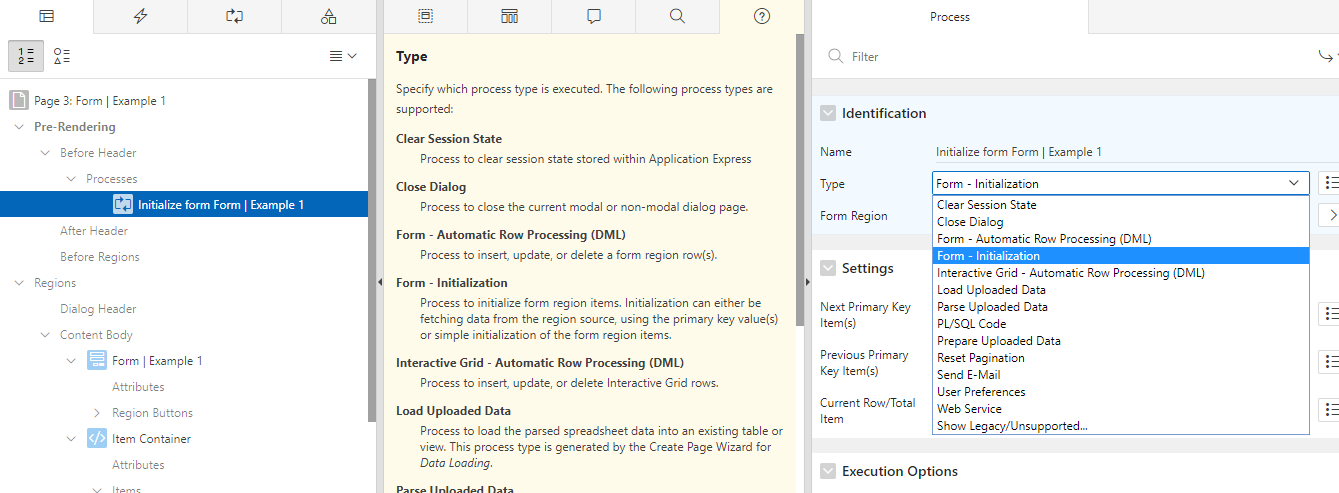 1
2
Page 3: Form | Example 1
Pre-Rendering
Before Header
Processes
Initialize form Form | Example 1
After Header
Before Regions
Regions
Dialog Header
Content Body
Form | Example 1
Attributes
Region Buttons
Item Container
Attributes
Items
Type
Specify which process type is executed. The following process types are
supported:
Clear Session State
Process to clear session state stored within Application Express
Close Dialog
Process to close the current modal or non-modal dialog page.
Form - Automatic Row Processing (DML)
Process to insert, update, or delete a form region row(s).
Form - Initialization
Process to initialize form region items. Initialization can either be
fetching data from the region source, using the primary key value(s)
or simple initialization of the form region items.
Interactive Grid - Automatic Row Processing (DML)
Process to insert, update, or delete Interactive Grid rows.
Load Uploaded Data
Process to load the parsed spreadsheet data into an existing table or
view. This process type is generated by the Create Page Wizard for
Data Loading.
Parse Uploaded Data
Process
Filter
Identification
Name
Initialize form Form | Example 1
Type
Form - Initialization
Form Region
Clear Session State
Close Dialog
Form - Automatic Row Processing (DML)
Form - Initialization
Interactive Grid - Automatic Row Processing (DML)
Load Uploaded Data
Parse Uploaded Data
PL/SQL Code
Prepare Uploaded Data
Reset Pagination
Send E-Mail
User Preferences
Web Service
Show Legacy/Unsupported...
Settings
Next Primary Key
Item(s)
Previous Primary
Key Item(s)
Current Row/Total
Item
Execution Options